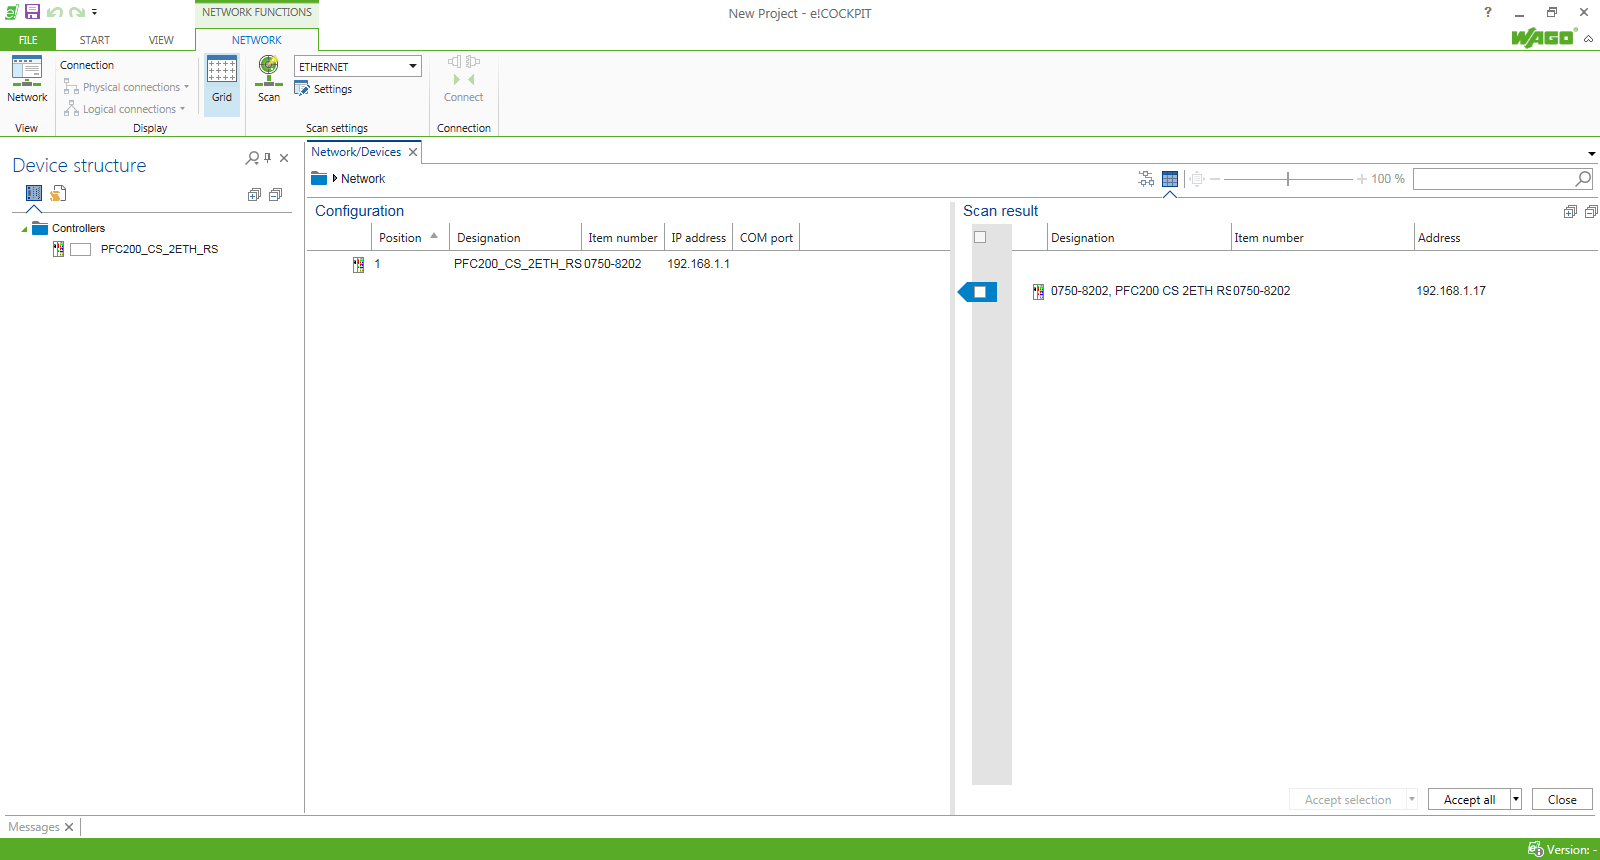 NETWORK FUNCTIONS
New Project - e!COCKPIT
?
FILE
START
VIEW
NETWORK
WAGO
Network
View
Connection
Physical connections
Logical connections
Display
Grid
Scan
ETHERNET
Settings
Scan settings
Connect
Connection
Device structure
Controllers
PFC200_CS_2ETH_RS
Network/Devices
Network
100 %
Configuration
Position Designation Item number IP address COM port
1 PFC200_CS_2ETH_RS 0750-8202 192.168.1.1
Scan result
Designation Item number Address
0750-8202, PFC200 CS 2ETH RS 0750-8202 192.168.1.17
Accept selection
Accept all
Close
Messages
Version: -